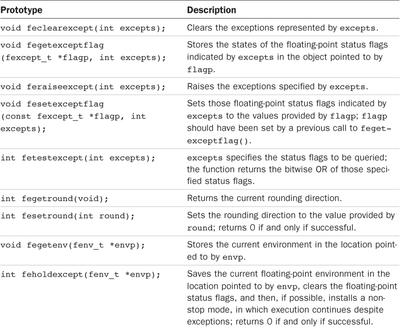 Prototype Description
void feclearexcept(int excepts); Clears the exceptions represented by excepts.
void fegetexceptflag Stores the states of the floating-point status flags
(fexcept_t *flagp, int indicated by excepts in the object pointed to by
excepts); flagp.
void feraiseexcept(int excepts); Raises the exceptions specified by excepts.
void fesetexceptflag Sets those floating-point status flags indicated by
(const fexcept_t *flagp, int excepts to the values provided by flagp; flagp
excepts); should have been set by a previous call to feget-
exceptflag().
int fetestexcept(int excepts); excepts specifies the status flags to be queried;
the function returns the bitwise OR of those speci-
fied status flags.
int fegetround(void); Returns the current rounding direction.
int fesetround(int round); Sets the rounding direction to the value provided by
round; returns 0 if and only if successful.
void fegetenv(fenv_t *envp); Stores the current environment in the location point-
ed to by envp.
int feholdexcept(fenv_t *envp); Saves the current floating-point environment in the
location pointed to by envp, clears the floating-
point status flags, and then, if possible, installs a non-
stop mode, in which execution continues despite
exceptions; returns 0 if and only if successful.